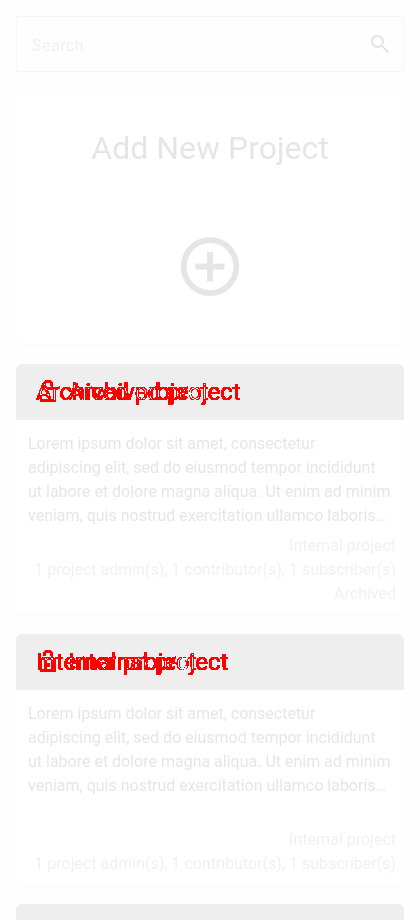 Search
Add New Project
Archived project
Lorem ipsum dolor sit amet, consectetur
adipiscing elit, sed do eiusmod tempor incididunt
ut labore et dolore magna aliqua. Ut enim ad minim
veniam, quis nostrud exercitation ullamco laboris…
Internal project
1 project admin(s), 1 contributor(s), 1 subscriber(s)
Archived
Internal project
Lorem ipsum dolor sit amet, consectetur
adipiscing elit, sed do eiusmod tempor incididunt
ut labore et dolore magna aliqua. Ut enim ad minim
veniam, quis nostrud exercitation ullamco laboris…
Internal project
1 project admin(s), 1 contributor(s), 1 subscriber(s)